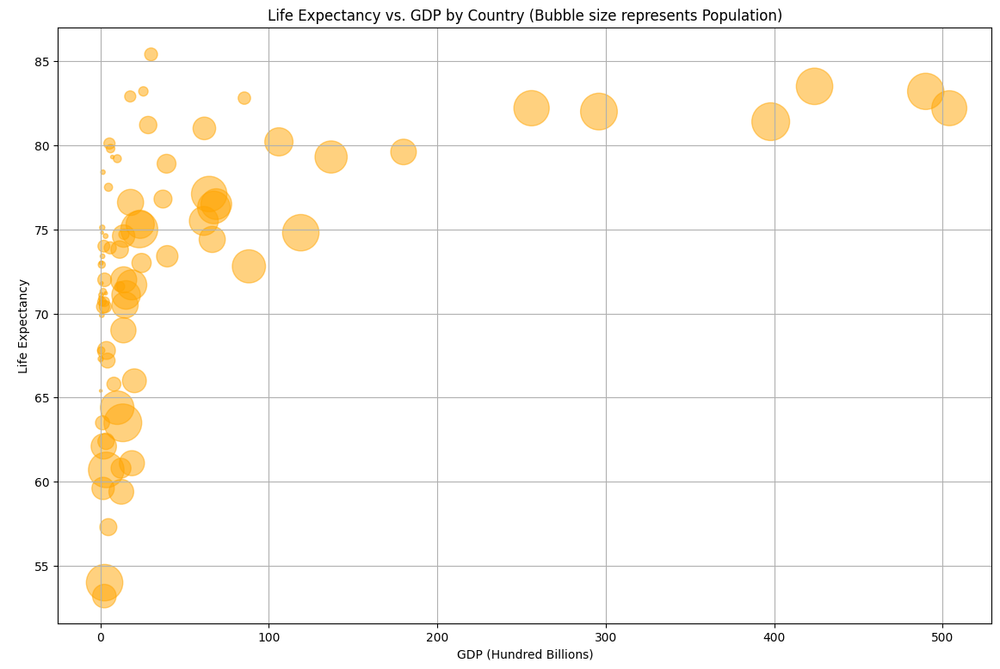 Life Expectancy vs. GDP by Country (Bubble size represents Population)
Life Expectancy
85
80
75
70
65
60
55
0 100 200 300 400 500
GDP (Hundred Billions)